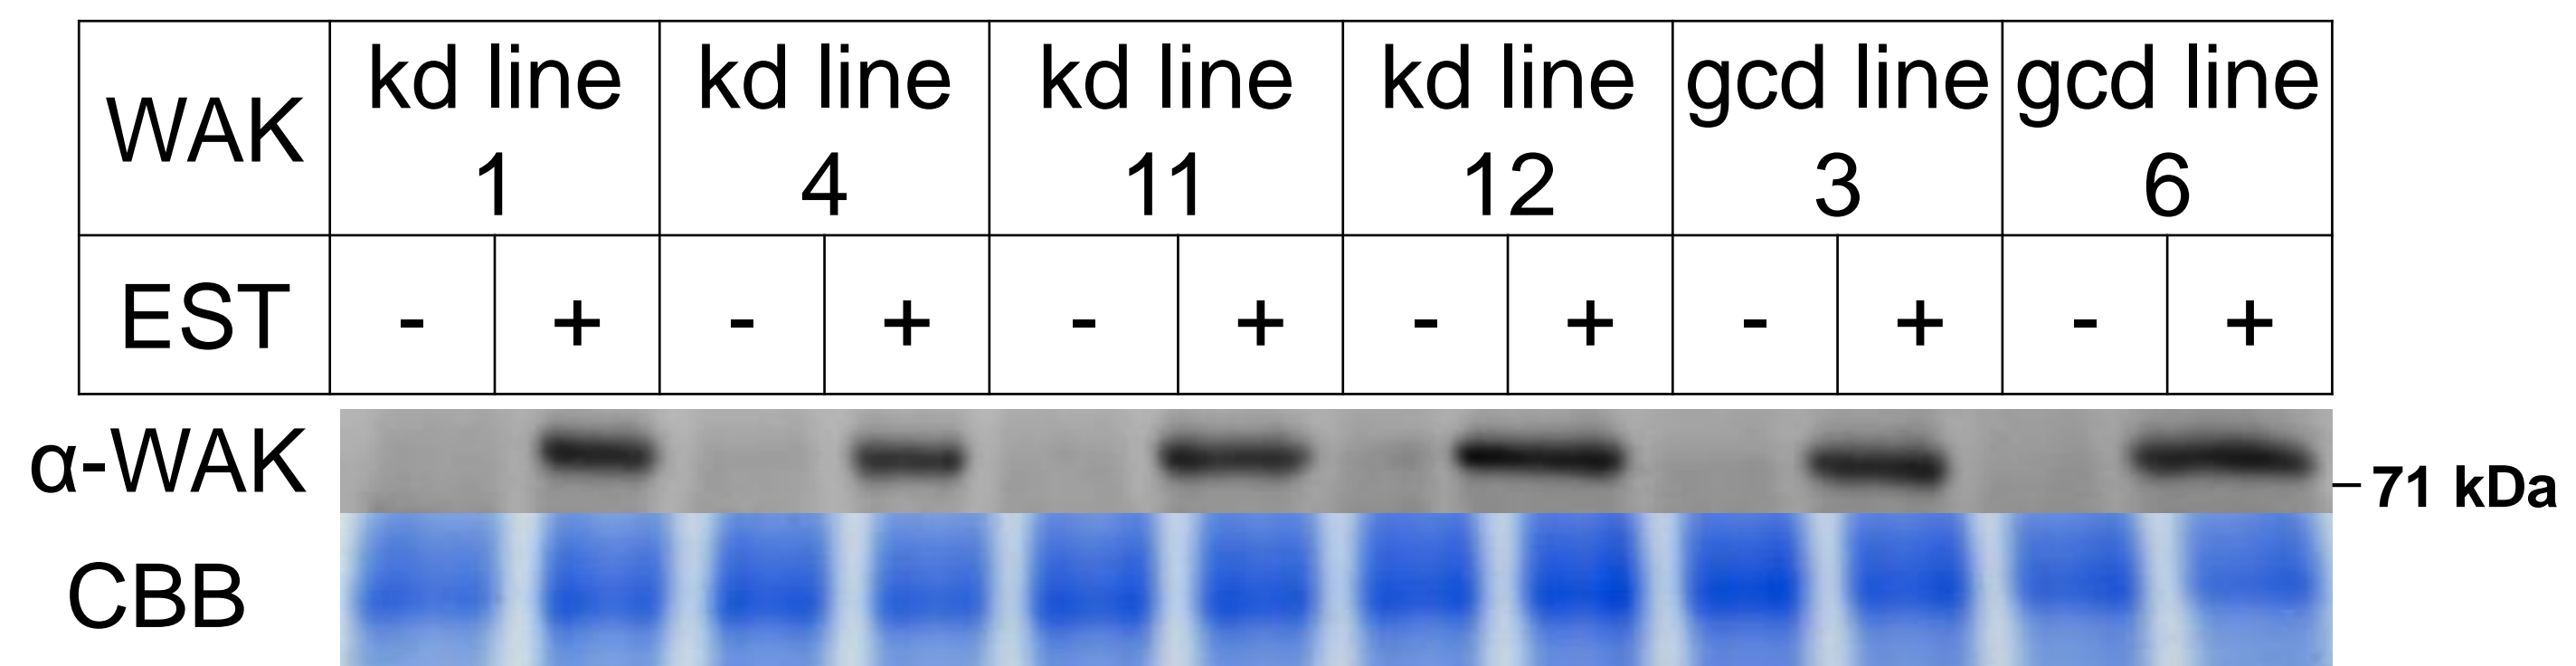 WAK kd line 1 kd line 4 kd line 11 kd line 12 gcd line 3 gcd line 6
EST - + - + - + - + - + - +
α-WAK 71 kDa
CBB